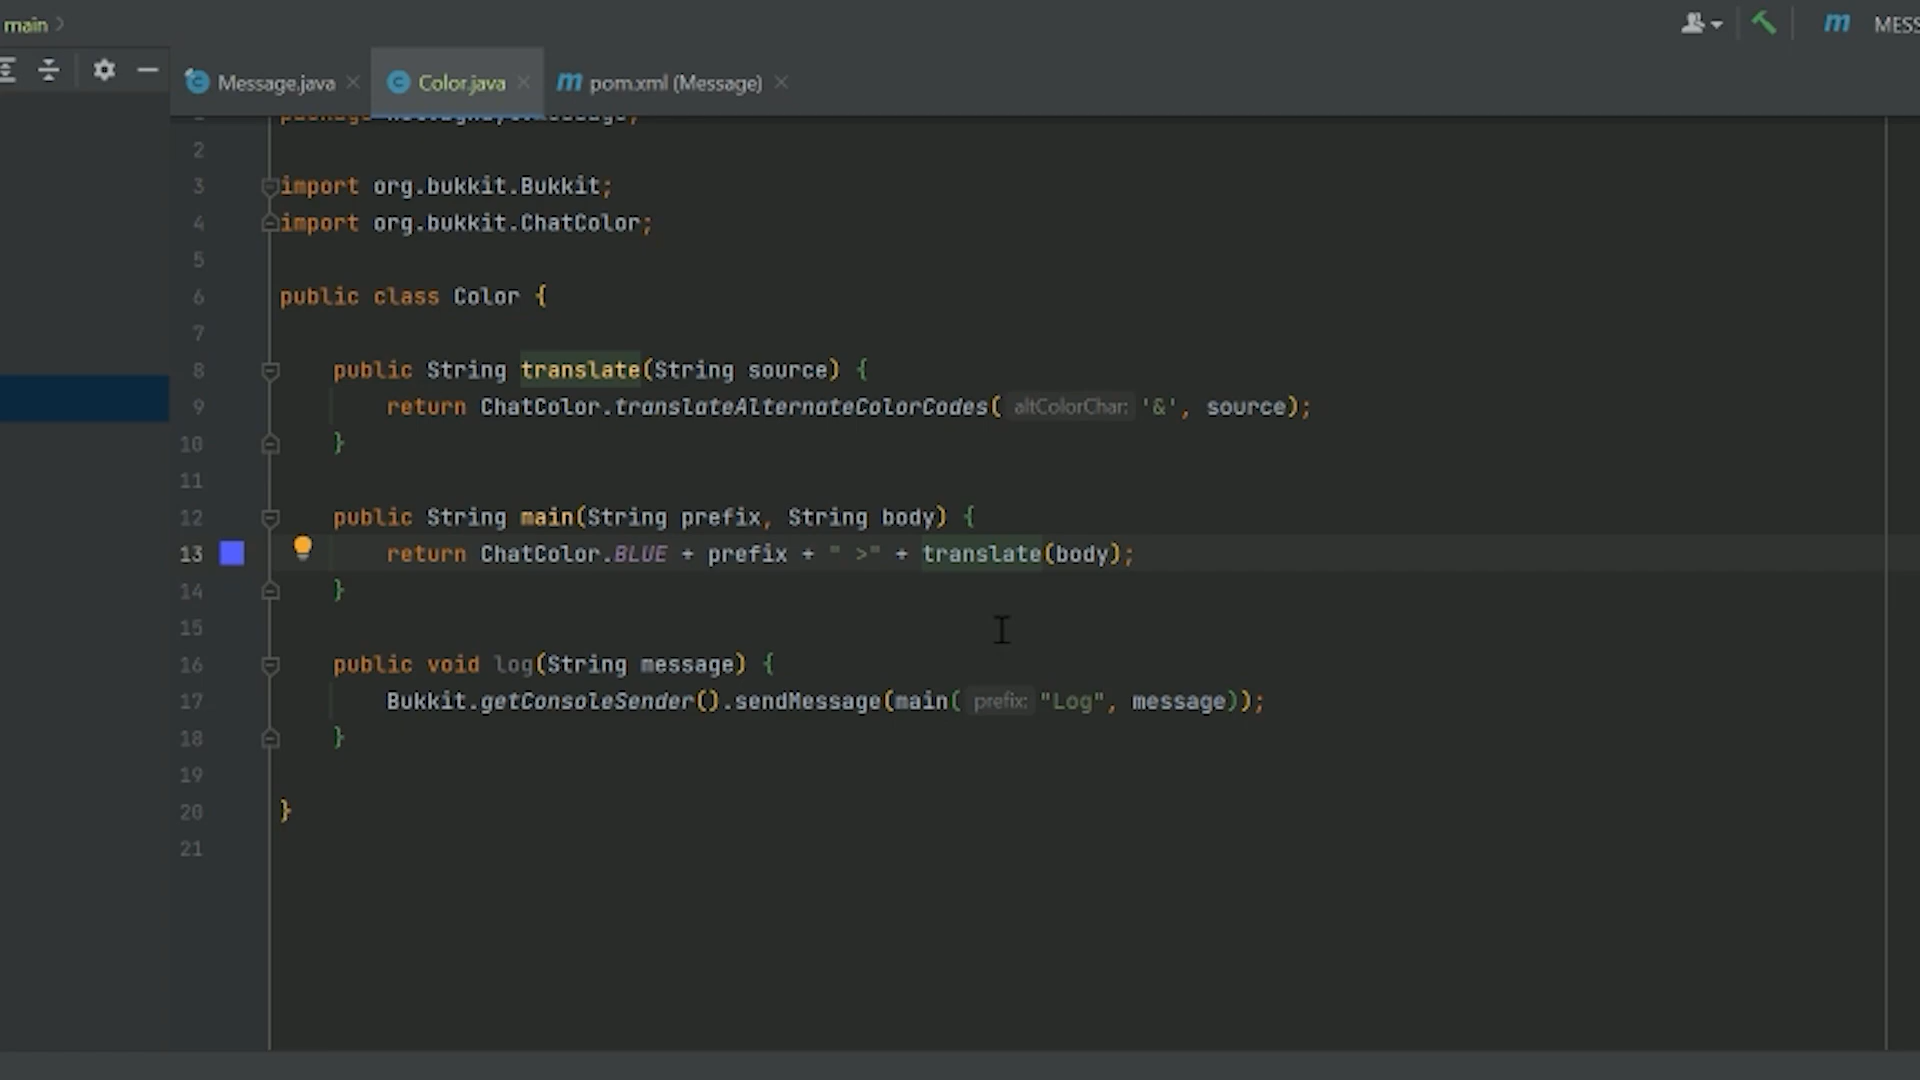 main
MESS
Message.java
Color.java
m pom.xml (Message)
2
3 import org.bukkit.Bukkit;
4 import org.bukkit.ChatColor;
5
6 public class Color {
7
8 public String translate(String source) {
9 return ChatColor.translateAlternateColorCodes( altColorChar: '&', source);
10 }
11
12 public String main(String prefix, String body) {
13 return ChatColor.BLUE + prefix + " >" + translate(body);
14 }
15
16 public void log(String message) {
17 Bukkit.getConsoleSender().sendMessage(main( prefix: "Log", message));
18 }
19
20 }
21